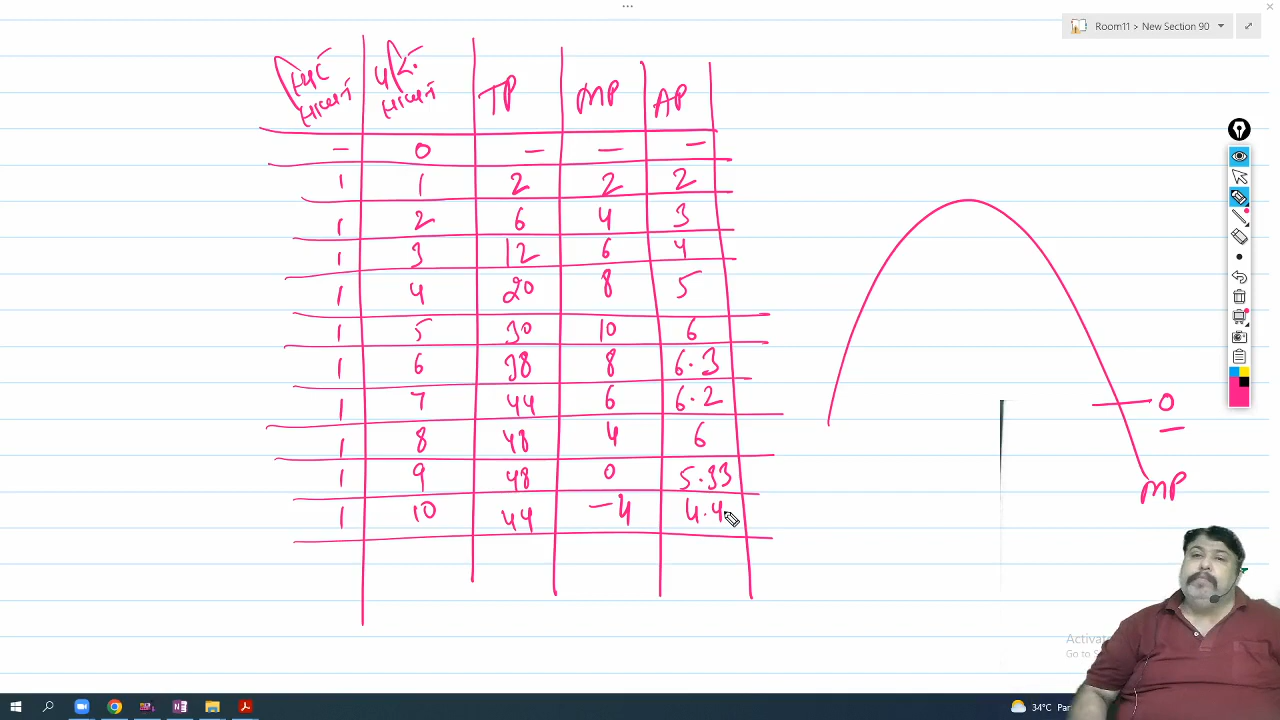 Room11 > New Section 90
TP MP AP
- 0 - - -
1 1 2 2 2
1 2 6 4 3
1 3 12 6 4
1 4 20 8 5
1 5 30 10 6
1 6 38 8 6.3
1 7 44 6 6.2
1 8 48 4 6
1 9 48 0 5.33
1 10 44 -4 4.4
0
MP
Go to S
34°C